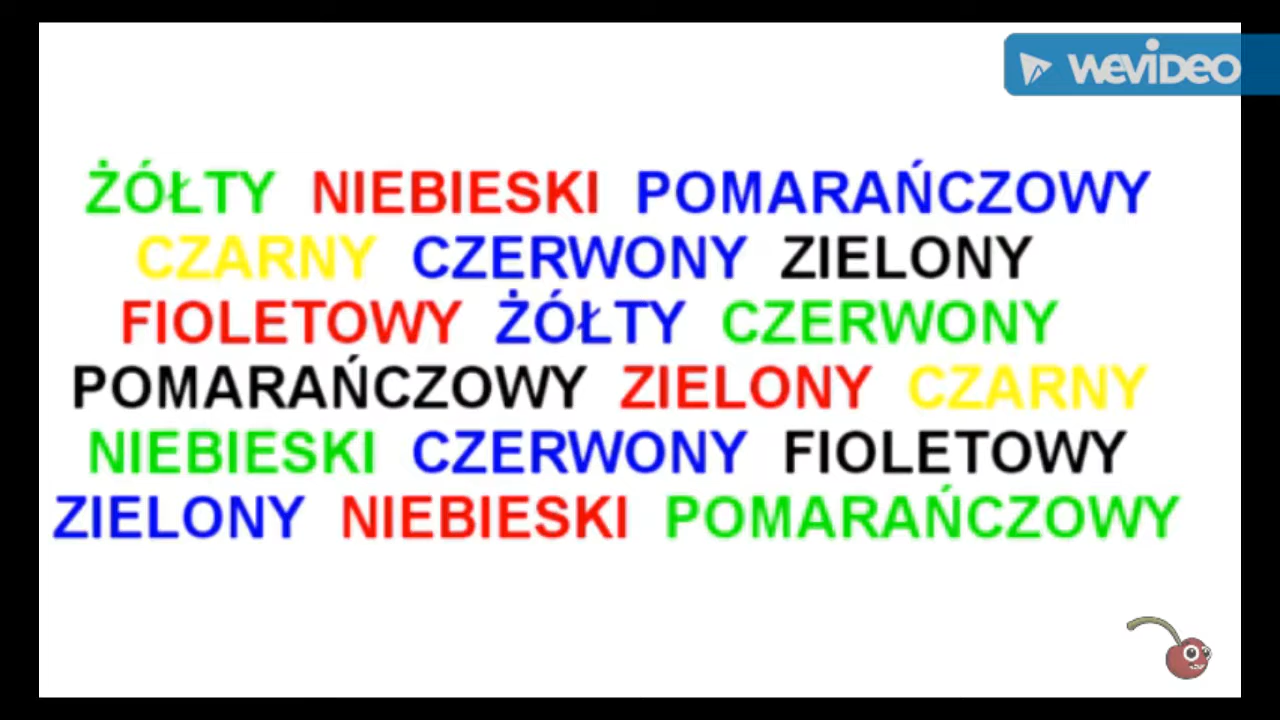 WEVIDEO
ŻÓŁTY NIEBIESKI POMARAŃCZOWY
CZARNY CZERWONY ZIELONY
FIOLETOWY ŻÓŁTY CZERWONY
POMARAŃCZOWY ZIELONY CZARNY
NIEBIESKI CZERWONY FIOLETOWY
ZIELONY NIEBIESKI POMARAŃCZOWY